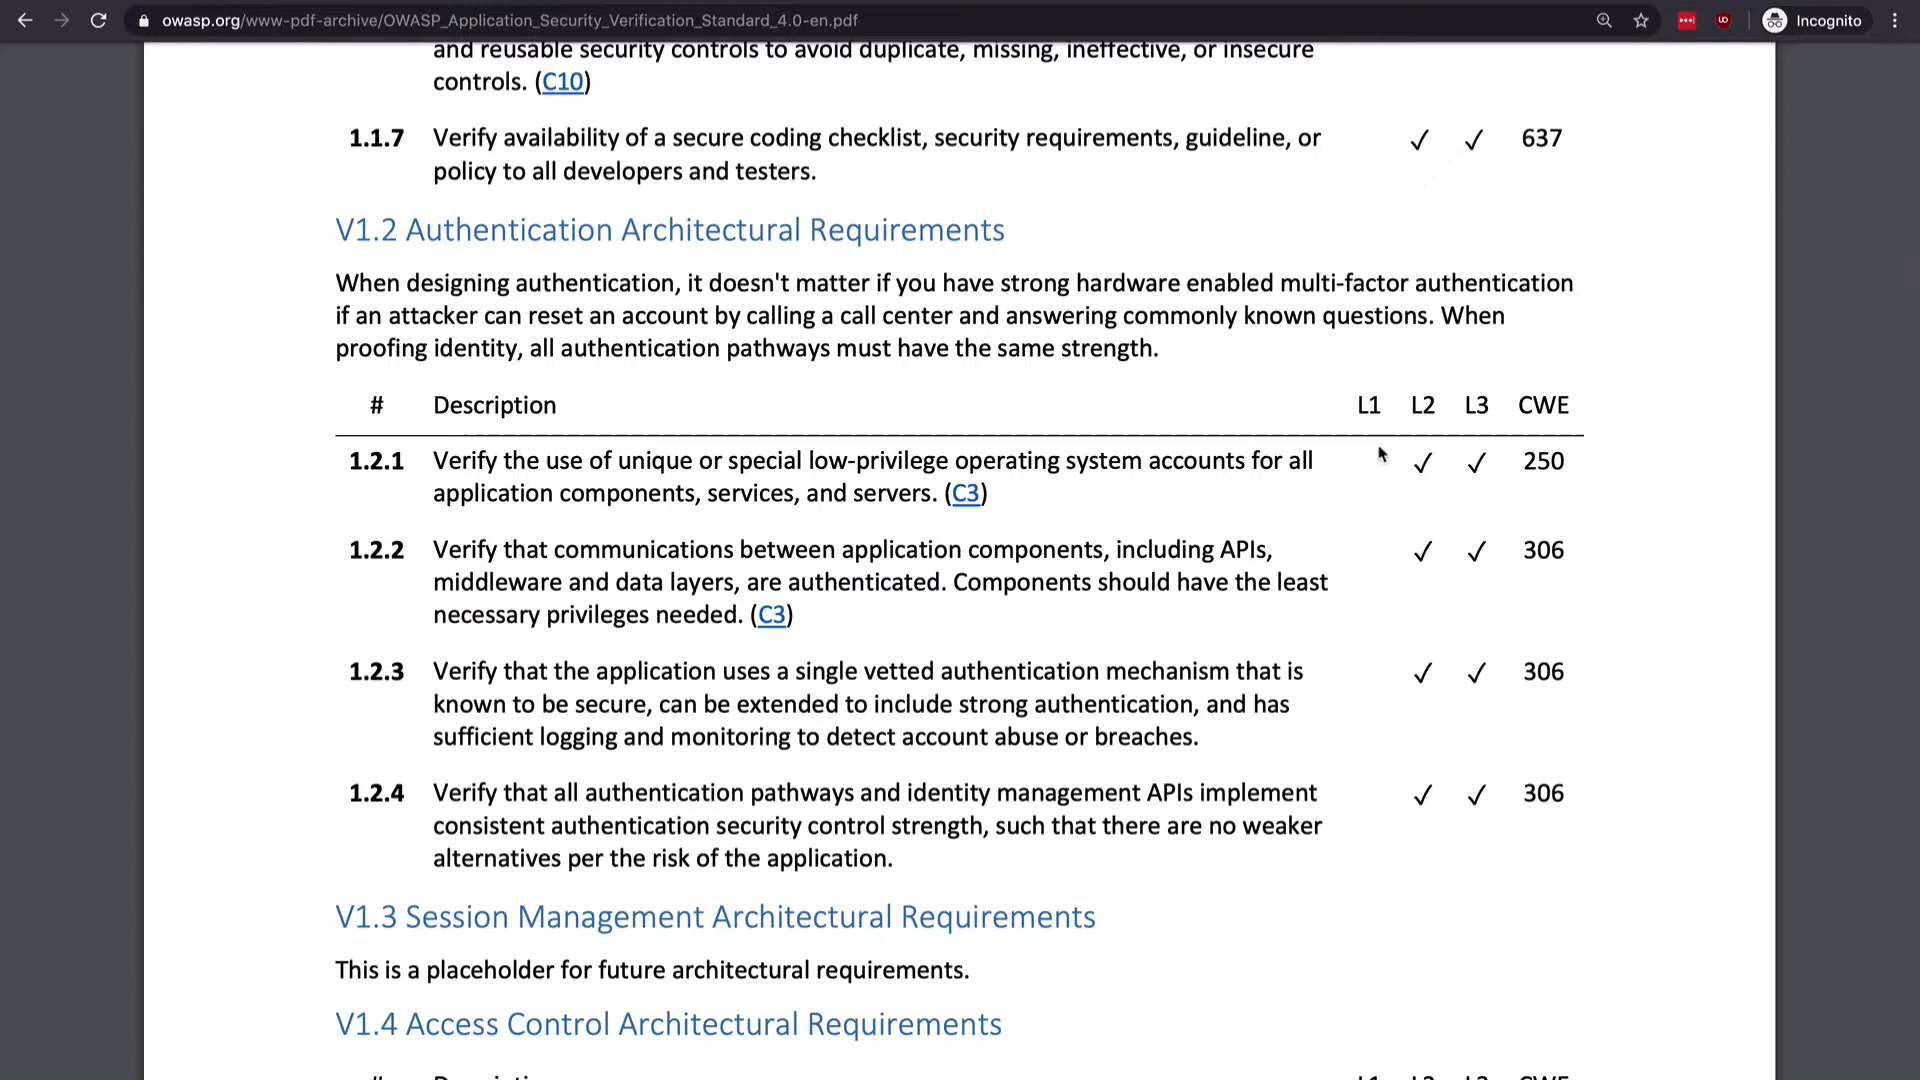 owasp.org/www-pdf-archive/OWASP_Application_Security_Verification_Standard_4.0-en.pdf
Incognito
and reusable security controls to avoid duplicate, missing, ineffective, or insecure
controls. (C10)
1.1.7 Verify availability of a secure coding checklist, security requirements, guideline, or ✓ ✓ 637
policy to all developers and testers.
V1.2 Authentication Architectural Requirements
When designing authentication, it doesn't matter if you have strong hardware enabled multi-factor authentication
if an attacker can reset an account by calling a call center and answering commonly known questions. When
proofing identity, all authentication pathways must have the same strength.
# Description L1 L2 L3 CWE
1.2.1 Verify the use of unique or special low-privilege operating system accounts for all ✓ ✓ 250
application components, services, and servers. (C3)
1.2.2 Verify that communications between application components, including APIs, ✓ ✓ 306
middleware and data layers, are authenticated. Components should have the least
necessary privileges needed. (C3)
1.2.3 Verify that the application uses a single vetted authentication mechanism that is ✓ ✓ 306
known to be secure, can be extended to include strong authentication, and has
sufficient logging and monitoring to detect account abuse or breaches.
1.2.4 Verify that all authentication pathways and identity management APIs implement ✓ ✓ 306
consistent authentication security control strength, such that there are no weaker
alternatives per the risk of the application.
V1.3 Session Management Architectural Requirements
This is a placeholder for future architectural requirements.
V1.4 Access Control Architectural Requirements